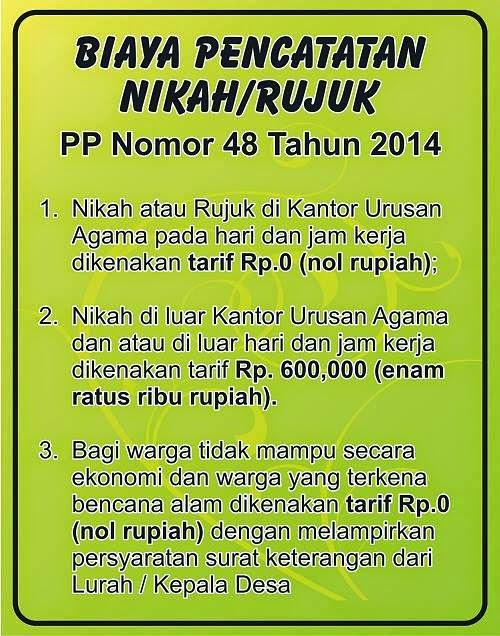 BIAYA PENCATATAN
NIKAH/RUJUK
PP Nomor 48 Tahun 2014
1. Nikah atau Rujuk di Kantor Urusan
Agama pada hari dan jam kerja
dikenakan tarif Rp.0 (nol rupiah);
2. Nikah di luar Kantor Urusan Agama
dan atau di luar hari dan jam kerja
dikenakan tarif Rp. 600,000 (enam
ratus ribu rupiah).
3. Bagi warga tidak mampu secara
ekonomi dan warga yang terkena
bencana alam dikenakan tarif Rp.0
(nol rupiah) dengan melampirkan
persyaratan surat keterangan dari
Lurah / Kepala Desa